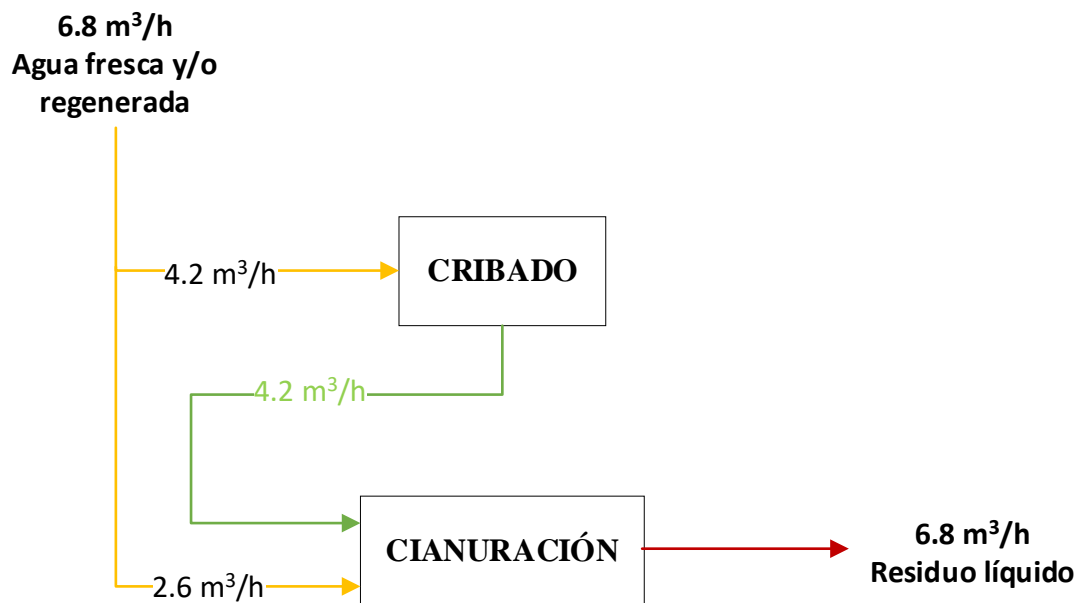 6.8 m³/h
Agua fresca y/o
regenerada
4.2 m³/h
CRIBADO
4.2 m³/h
CIANURACIÓN
2.6 m³/h
6.8 m³/h
Residuo líquido